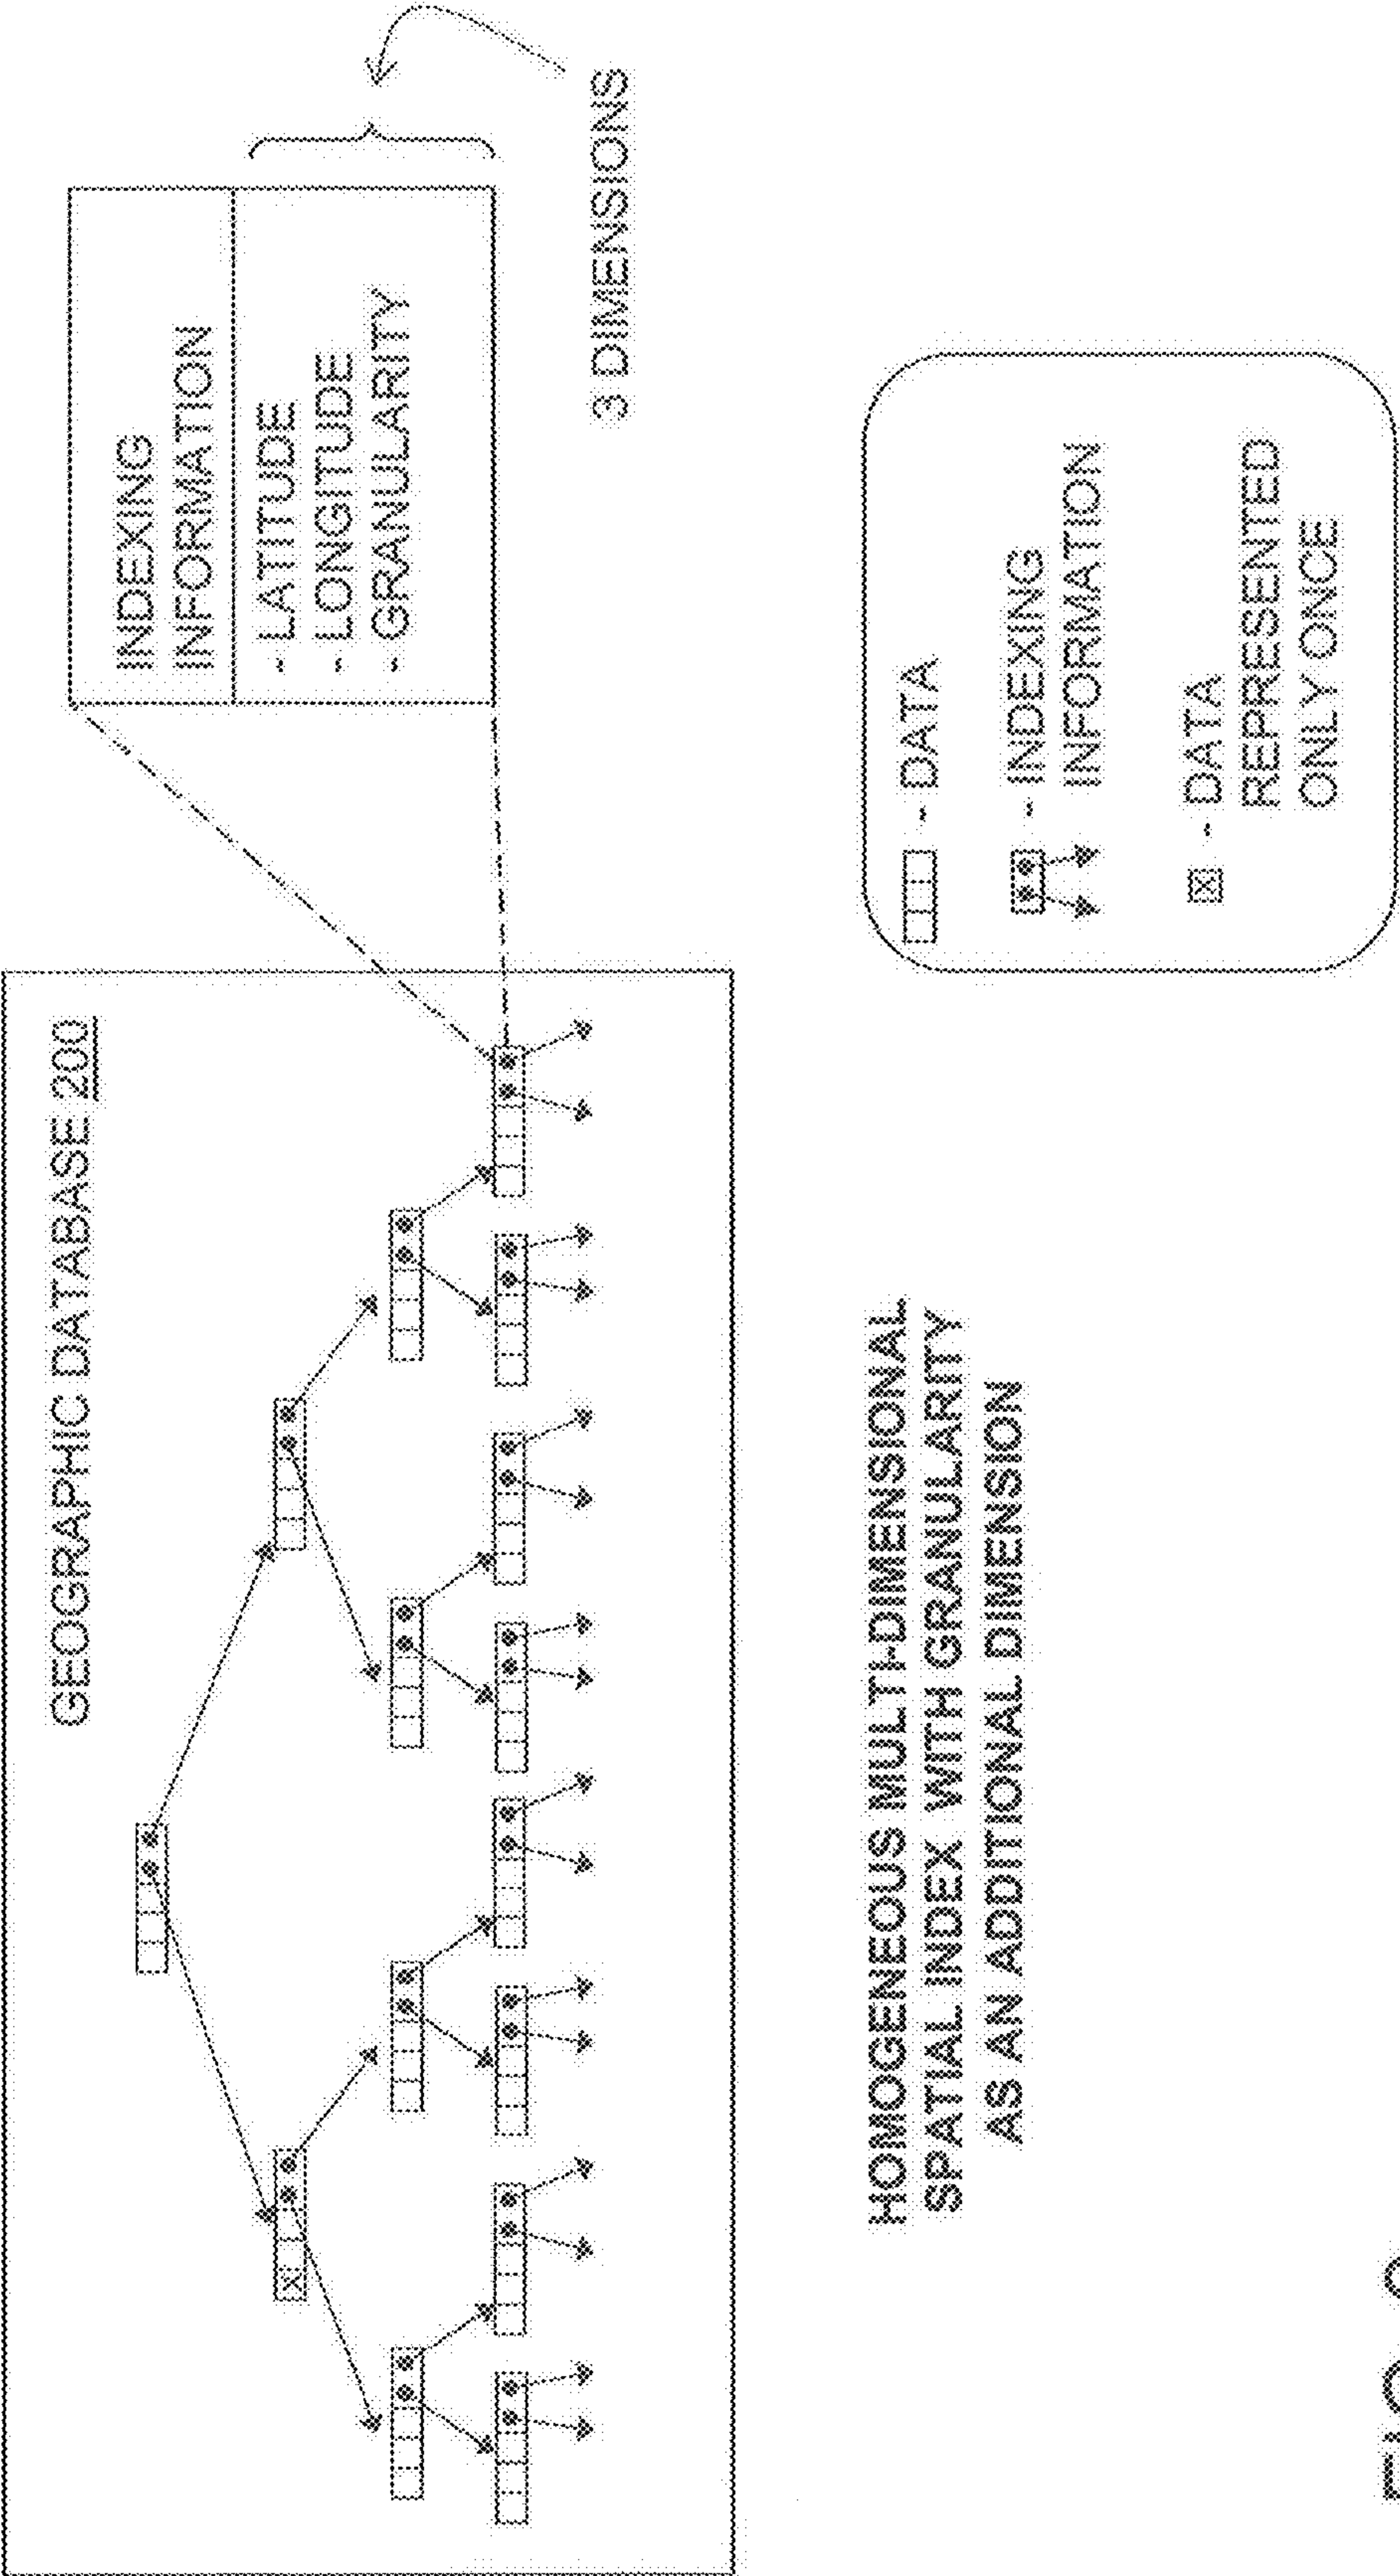 GEOGRAPHIC DATABASE 200
INDEXING
INFORMATION
- LATITUDE
- LONGITUDE
- GRANULARITY
3 DIMENSIONS
- DATA
- INDEXING
INFORMATION
- DATA
REPRESENTED
ONLY ONCE
HOMOGENEOUS MULTI-DIMENSIONAL
SPATIAL INDEX WITH GRANULARITY
AS AN ADDITIONAL DIMENSION